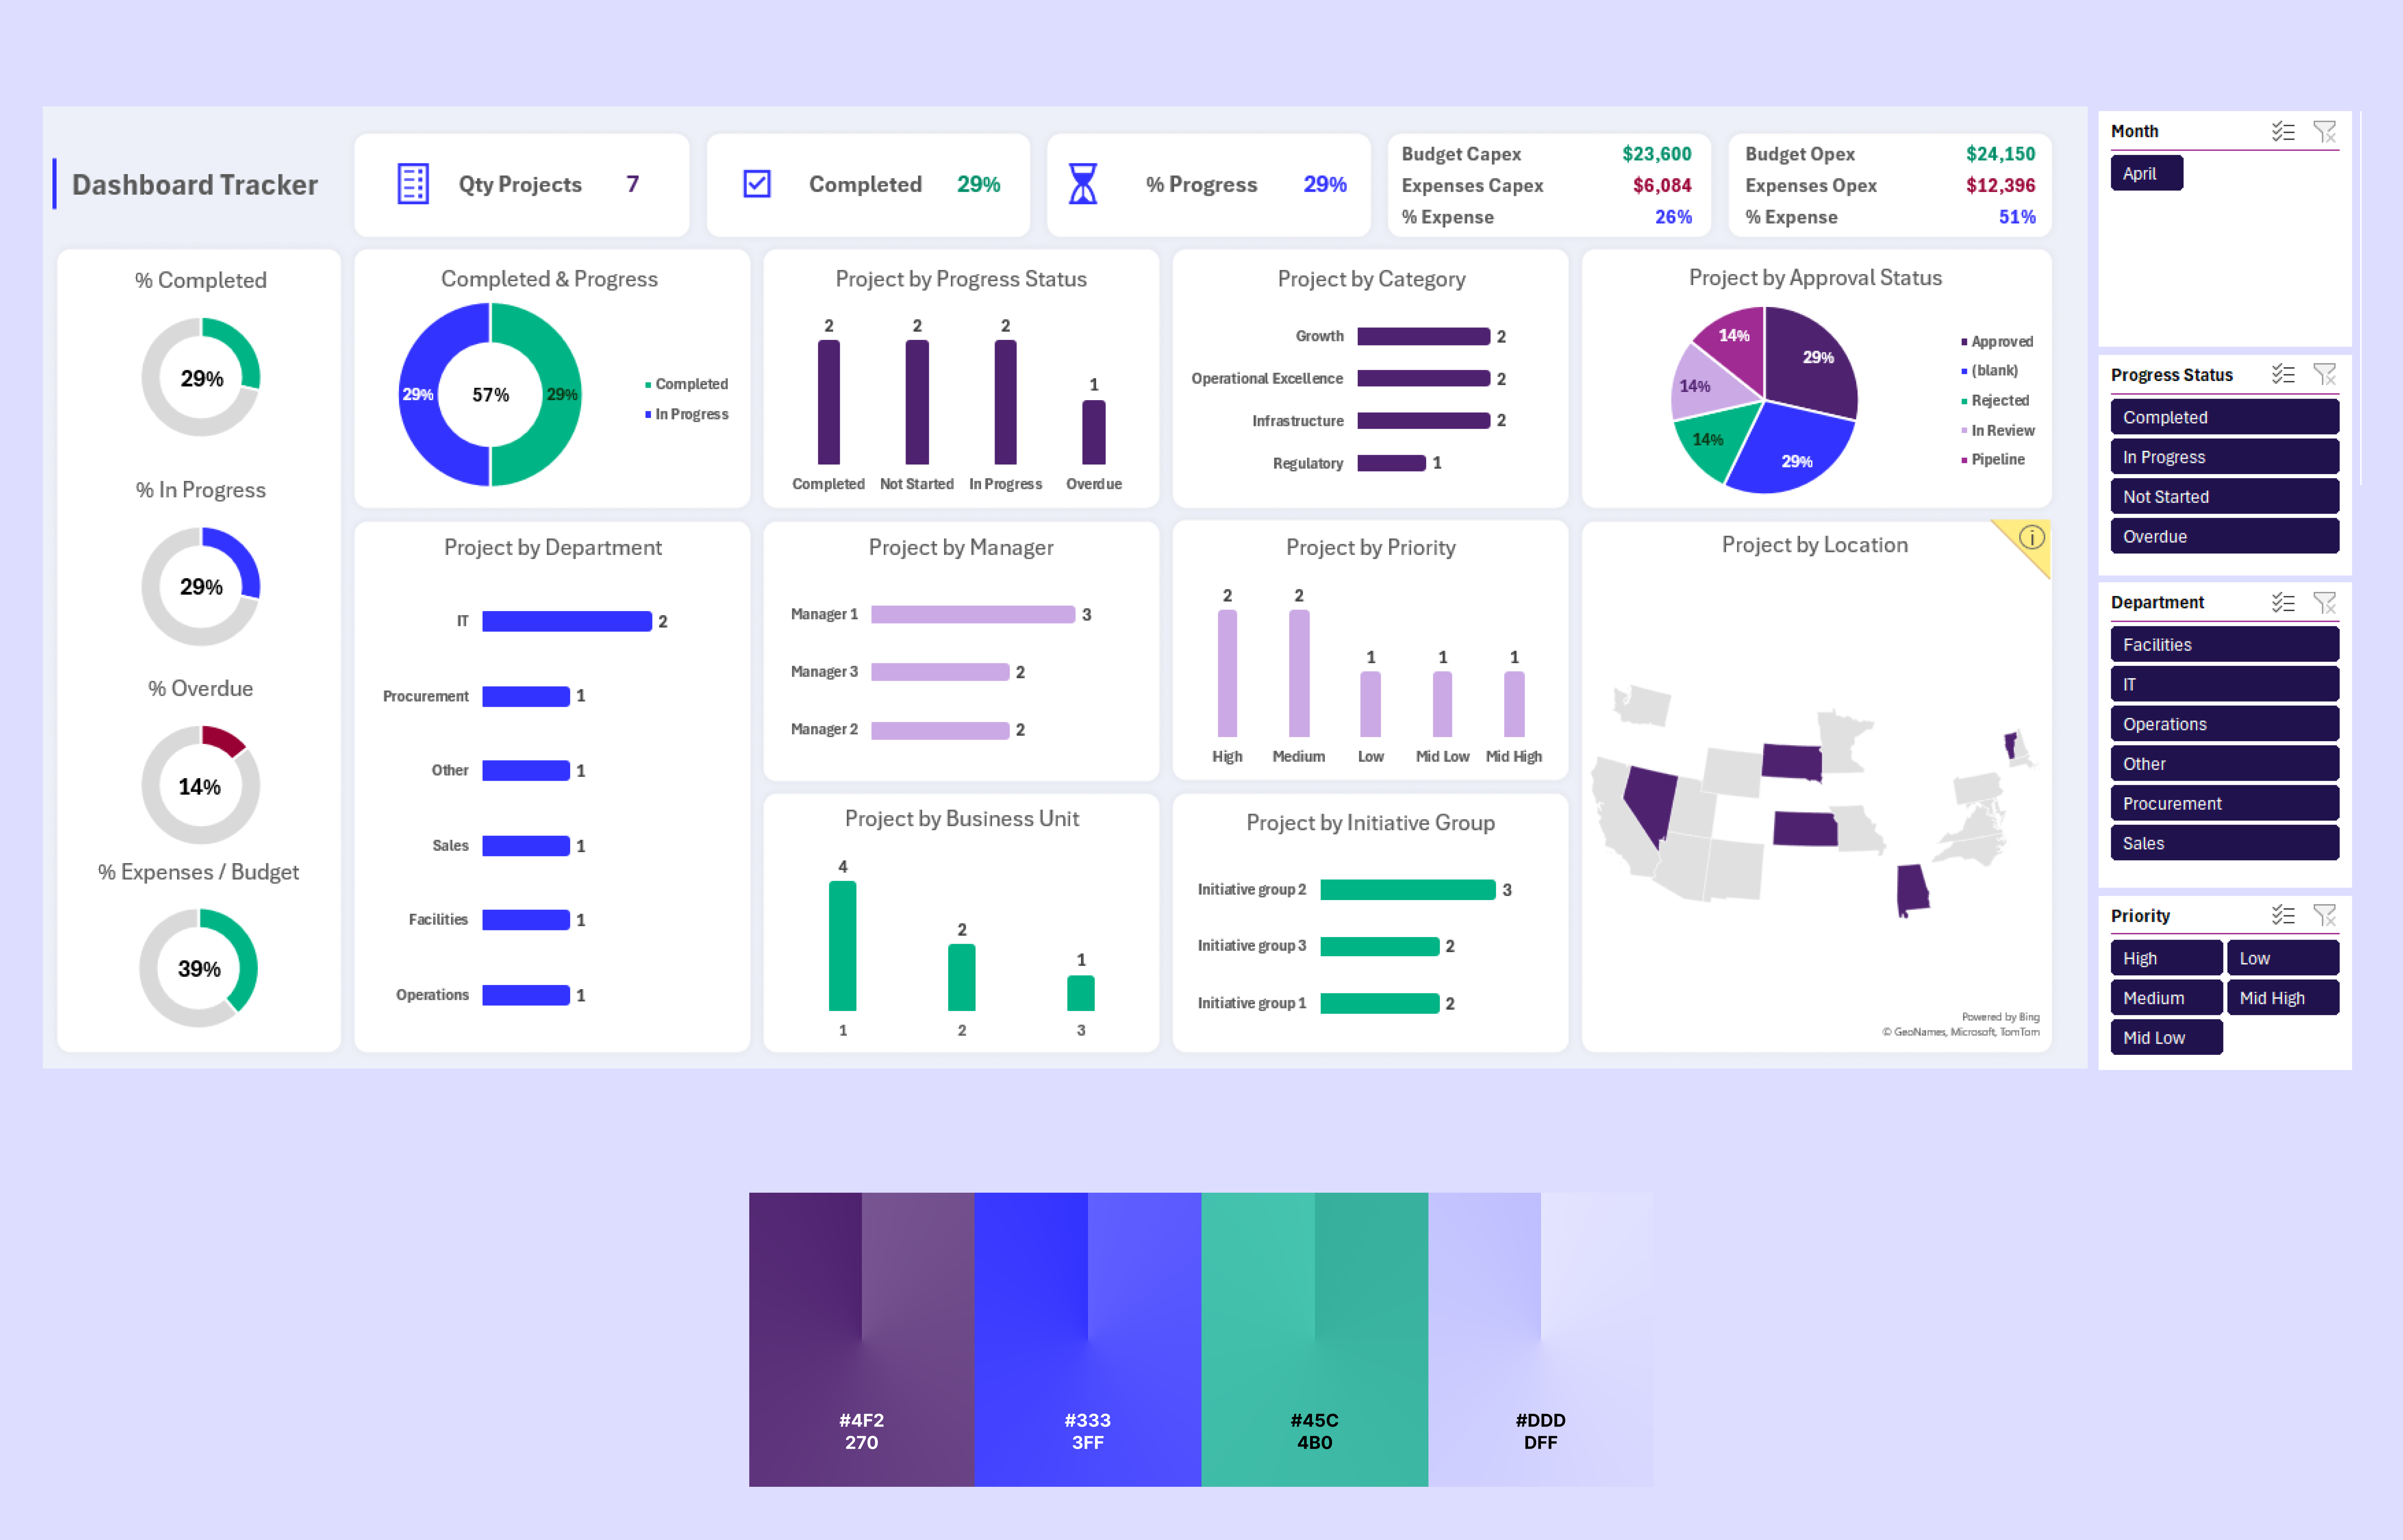 Dashboard Tracker
Qty Projects 7
Completed 29%
% Progress 29%
Budget Capex $23,600
Expenses Capex $6,084
% Expense 26%
Budget Opex $24,150
Expenses Opex $12,396
% Expense 51%
% Completed
29%
% In Progress
29%
% Overdue
14%
% Expenses / Budget
39%
Completed & Progress
29%
57%
29%
Completed
In Progress
Project by Progress Status
2 2 2 1
Completed Not Started In Progress Overdue
Project by Category
Growth 2
Operational Excellence 2
Infrastructure 2
Regulatory 1
Project by Approval Status
14%
29%
14%
14%
29%
Approved
(blank)
Rejected
In Review
Pipeline
Project by Department
IT 2
Procurement 1
Other 1
Sales 1
Facilities 1
Operations 1
Project by Manager
Manager 1 3
Manager 3 2
Manager 2 2
Project by Priority
2 2 1 1 1
High Medium Low Mid Low Mid High
Project by Business Unit
4 2 1
1 2 3
Project by Initiative Group
Initiative group 2 3
Initiative group 3 2
Initiative group 1 2
Project by Location
Powered by Bing
© GeoNames, Microsoft, TomTom
Month
April
Progress Status
Completed
In Progress
Not Started
Overdue
Department
Facilities
IT
Operations
Other
Procurement
Sales
Priority
High Low
Medium Mid High
Mid Low
#4F2
270
#333
3FF
#45C
4B0
#DDD
DFF